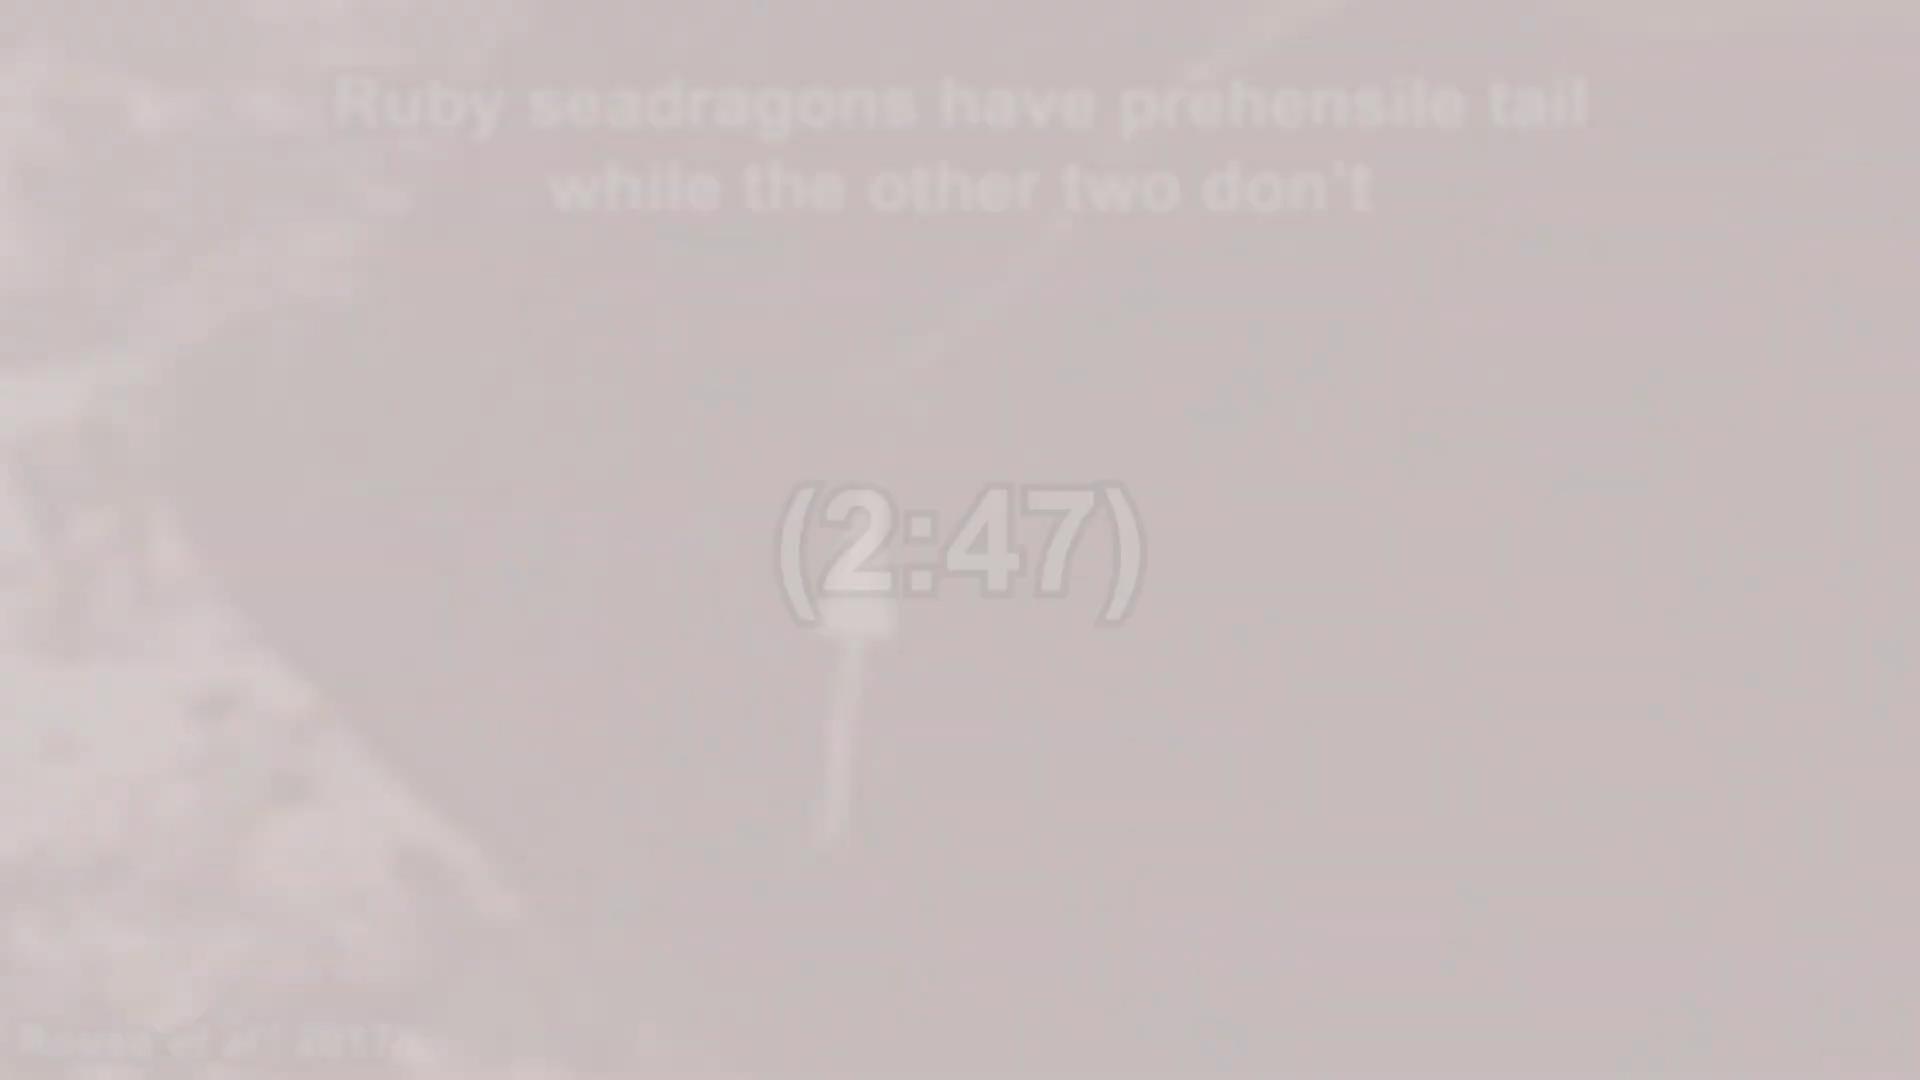 Ruby seadragons have prehensile tail
while the other two don't
(2:47)